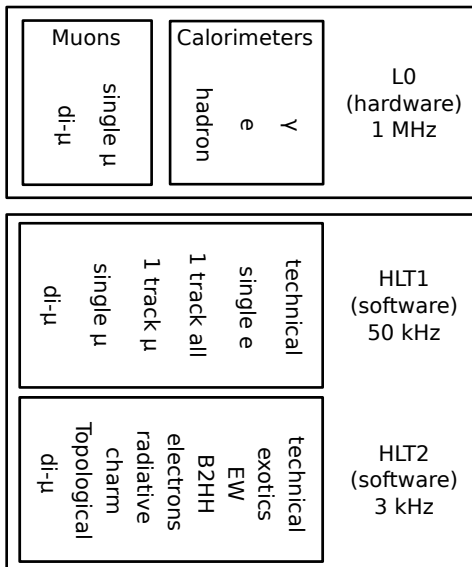 Muons
di-μ
single μ
Calorimeters
hadron
e
γ
L0
(hardware)
1 MHz
di-μ
single μ
1 track μ
1 track all
single e
technical
HLT1
(software)
50 kHz
di-μ
Topological
charm
radiative
electrons
B2HH
EW
exotics
technical
HLT2
(software)
3 kHz